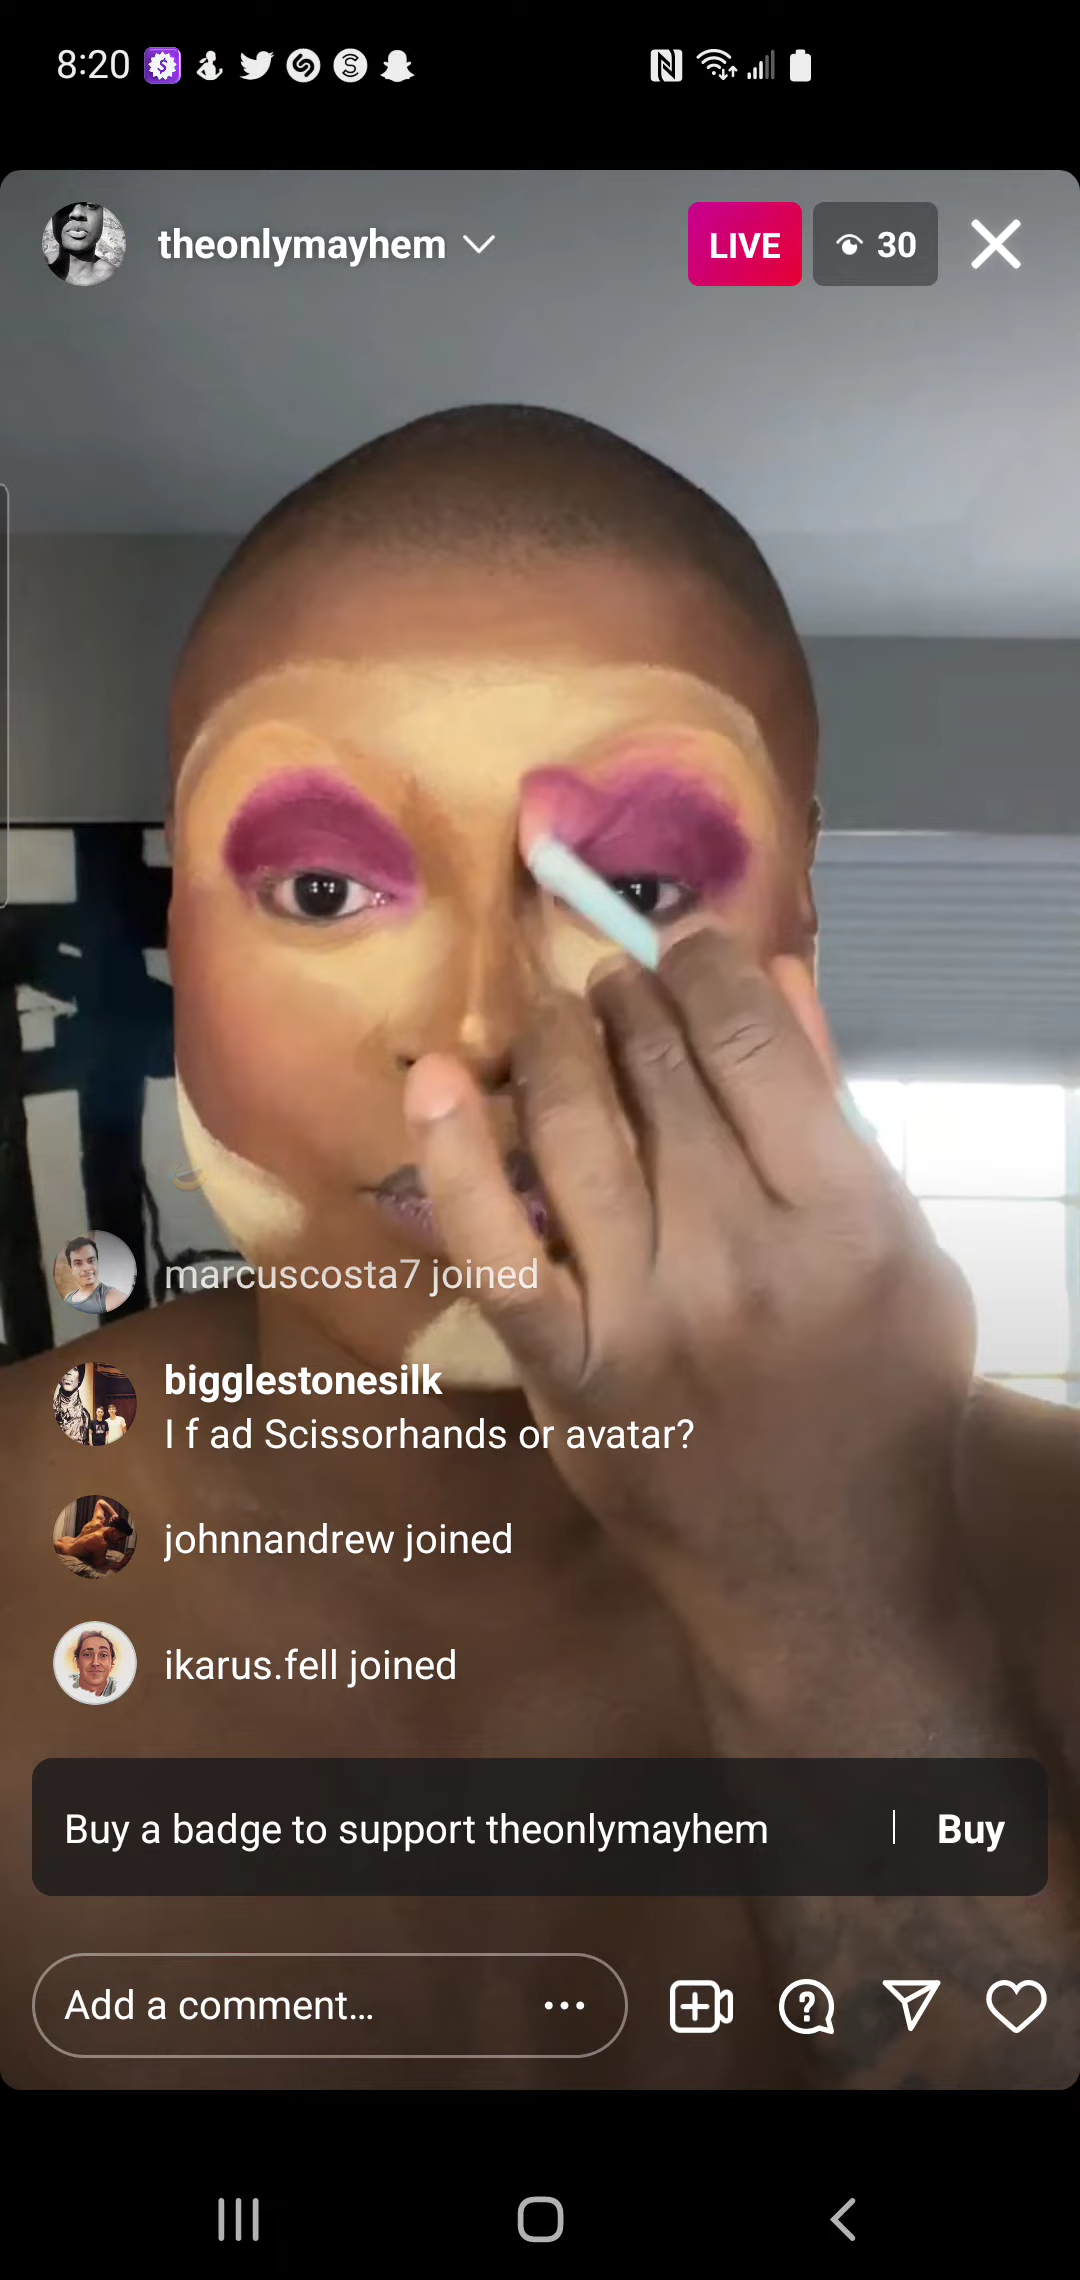 8:20
theonlymayhem
LIVE
30
marcuscosta7 joined
bigglestonesilk
I f ad Scissorhands or avatar?
johnnandrew joined
ikarus.fell joined
Buy a badge to support theonlymayhem
Buy
Add a comment...